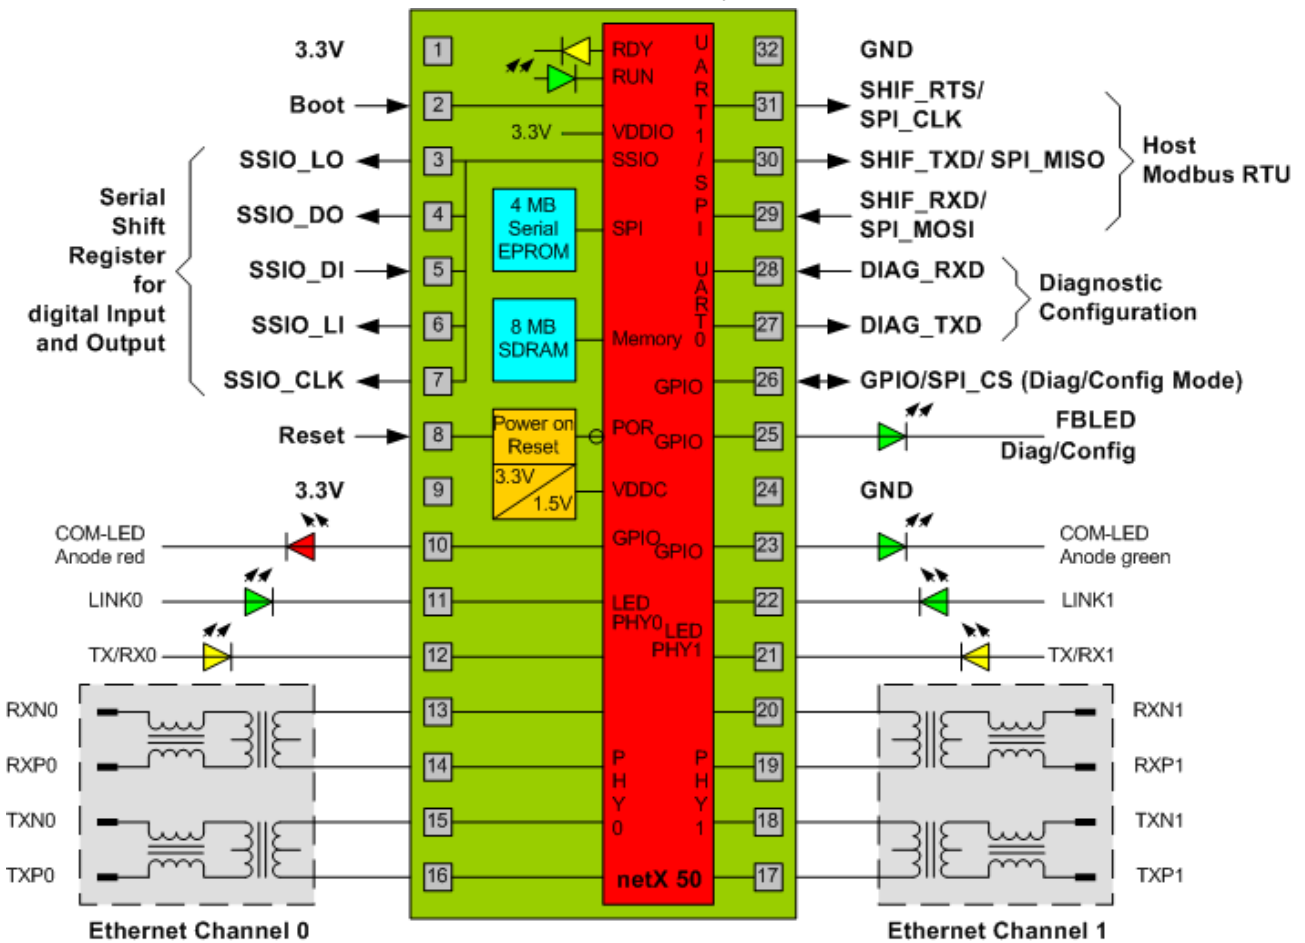 3.3V
Boot
SSIO_LO
SSIO_DO
SSIO_DI
SSIO_LI
SSIO_CLK
Serial
Shift
Register
for
digital Input
and Output
Reset
3.3V
COM-LED
Anode red
LINK0
TX/RX0
RXN0
RXP0
TXN0
TXP0
Ethernet Channel 0
1
2
3
4
5
6
7
8
9
10
11
12
13
14
15
16
3.3V
4 MB
Serial
EPROM
8 MB
SDRAM
Power on
Reset
3.3V
1.5V
RDY
RUN
VDDIO
SSIO
SPI
Memory
GPIO
POR
GPIO
VDDC
GPIO
GPIO
LED
PHY0
LED
PHY1
PHY0
PHY1
UART1/SPI
UART0
netX 50
32
31
30
29
28
27
26
25
24
23
22
21
20
19
18
17
GND
SHIF_RTS/
SPI_CLK
SHIF_TXD/ SPI_MISO
SHIF_RXD/
SPI_MOSI
Host
Modbus RTU
DIAG_RXD
DIAG_TXD
Diagnostic
Configuration
GPIO/SPI_CS (Diag/Config Mode)
FBLED
Diag/Config
GND
COM-LED
Anode green
LINK1
TX/RX1
RXN1
RXP1
TXN1
TXP1
Ethernet Channel 1